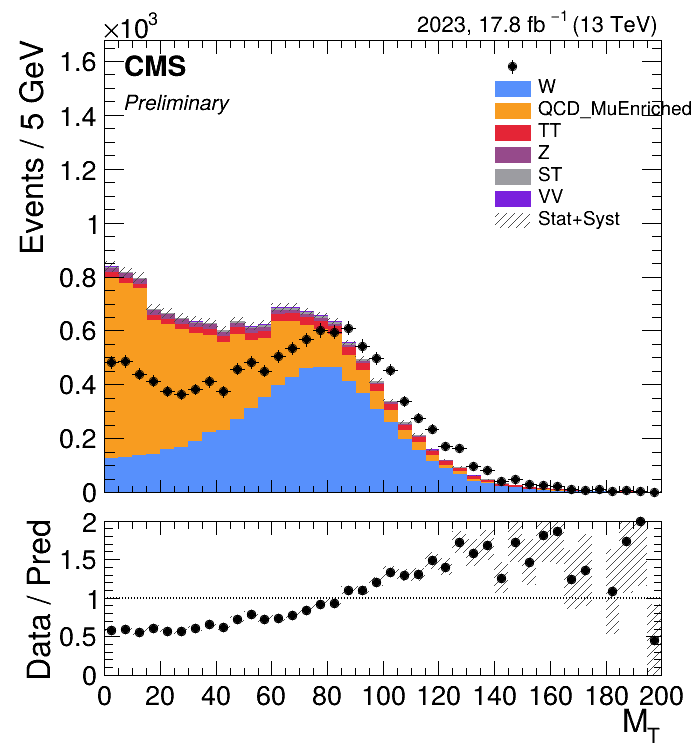 ×10³
2023, 17.8 fb⁻¹ (13 TeV)
CMS
Preliminary
Events / 5 GeV
1.6
1.4
1.2
1
0.8
0.6
0.4
0.2
0
W
QCD_MuEnriched
TT
Z
ST
VV
Stat+Syst
Data / Pred
2
1.5
1
0.5
0
0 20 40 60 80 100 120 140 160 180 200
M_T